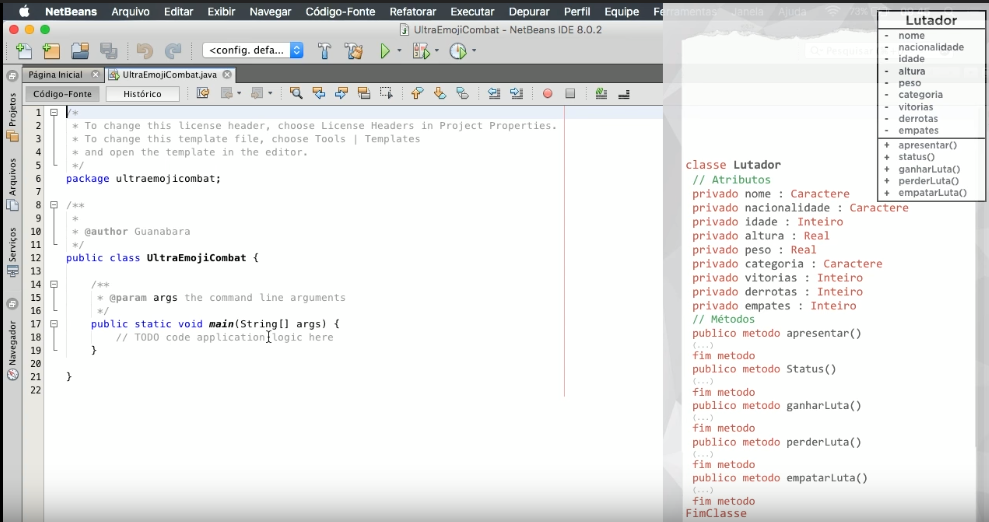 NetBeans Arquivo Editar Exibir Navegar Código-Fonte Refatorar Executar Depurar Perfil Equipe Ferramentas Janela Ajuda
UltraEmojiCombat - NetBeans IDE 8.0.2
<config. defa...
Página Inicial UltraEmojiCombat.java
Código-Fonte Histórico
Projetos
Arquivos
Serviços
Navegador
1 /*
2 * To change this license header, choose License Headers in Project Properties.
3 * To change this template file, choose Tools | Templates
4 * and open the template in the editor.
5 */
6 package ultraemojicombat;
7
8 /**
9 *
10 * @author Guanabara
11 */
12 public class UltraEmojiCombat {
13
14 /**
15 * @param args the command line arguments
16 */
17 public static void main(String[] args) {
18 // TODO code application logic here
19 }
20
21 }
22
Lutador
- nome
- nacionalidade
- idade
- altura
- peso
- categoria
- vitorias
- derrotas
- empates
+ apresentar()
+ status()
+ ganharLuta()
+ perderLuta()
+ empatarLuta()
classe Lutador
// Atributos
privado nome : Caractere
privado nacionalidade : Caractere
privado idade : Inteiro
privado altura : Real
privado peso : Real
privado categoria : Caractere
privado vitorias : Inteiro
privado derrotas : Inteiro
privado empates : Inteiro
// Métodos
publico metodo apresentar()
(...)
fim metodo
publico metodo Status()
(...)
fim metodo
publico metodo ganharLuta()
(...)
fim metodo
publico metodo perderLuta()
(...)
fim metodo
publico metodo empatarLuta()
(...)
fim metodo
FimClasse